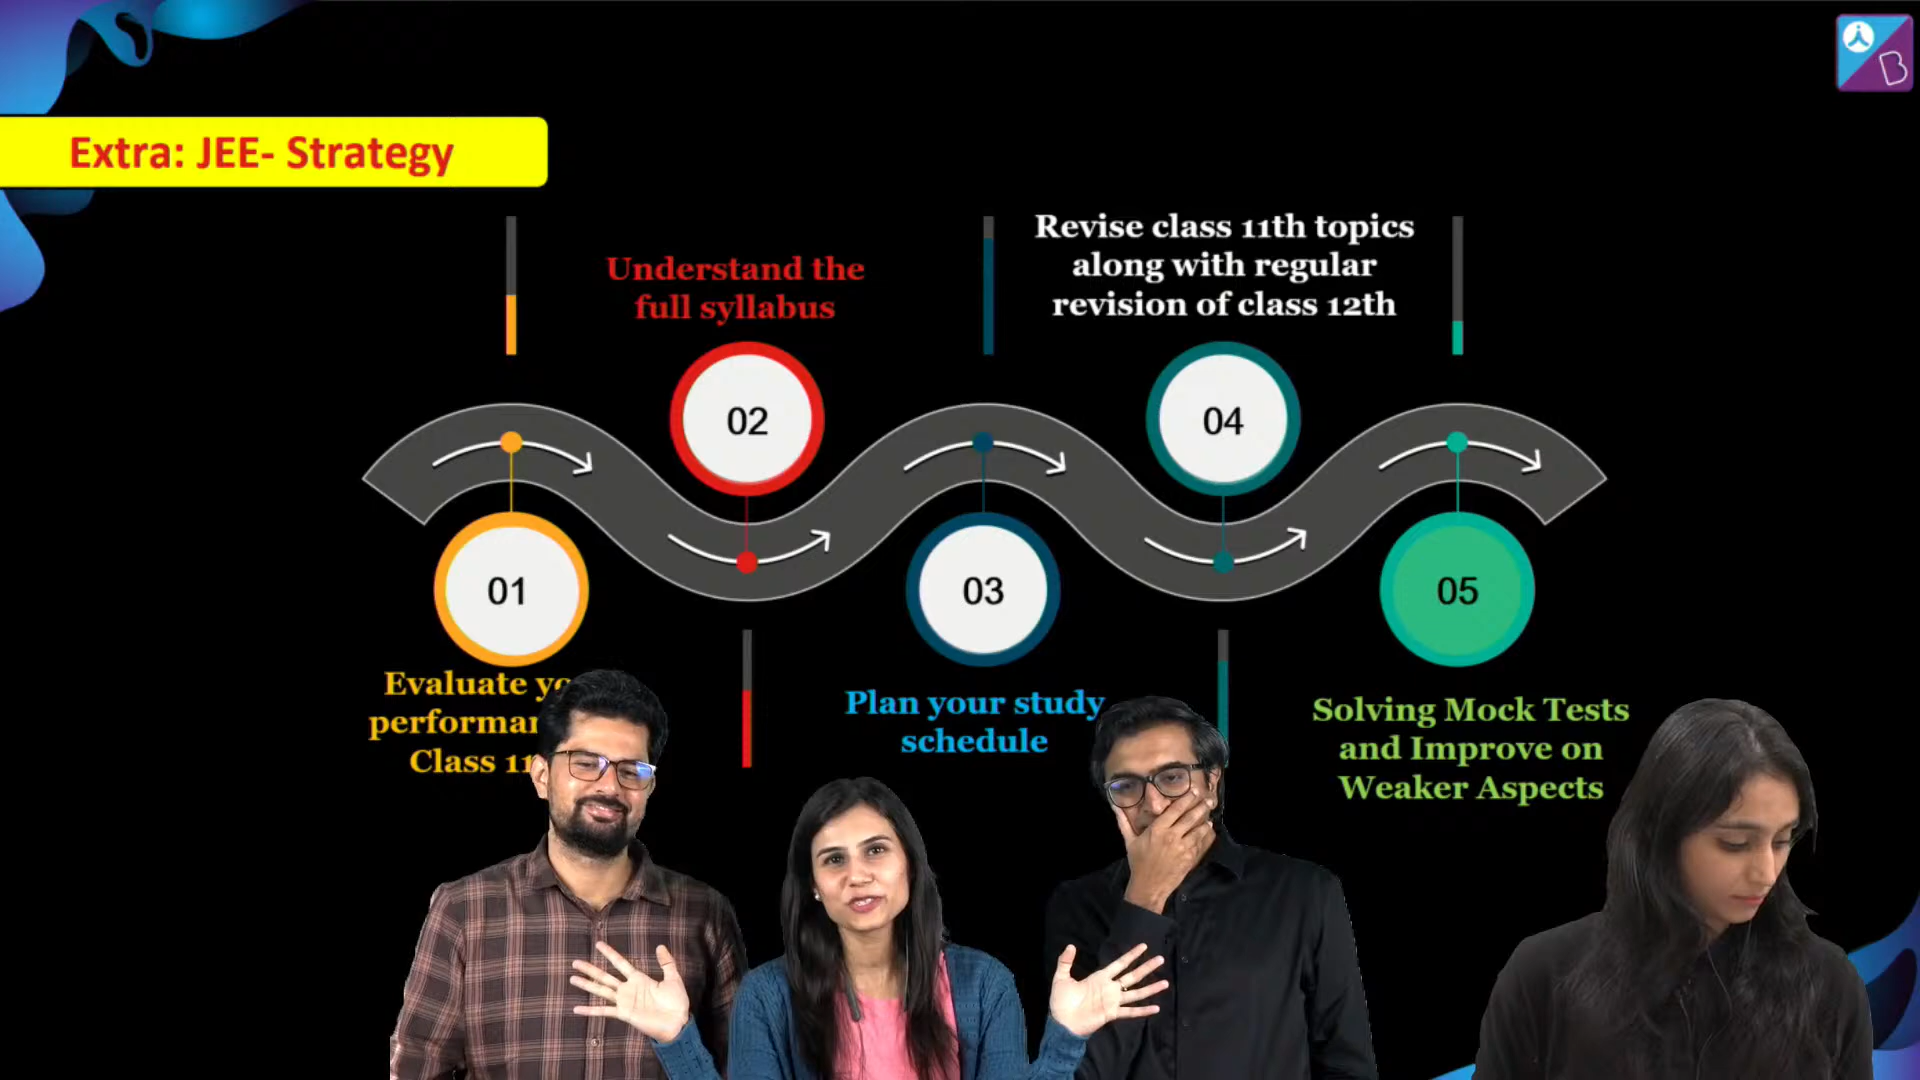 Extra: JEE- Strategy
Understand the
full syllabus
Revise class 11th topics
along with regular
revision of class 12th
02
04
01
03
05
Evaluate
Class
Plan your study
schedule
Solving Mock Tests
and Improve on
Weaker Aspects
B